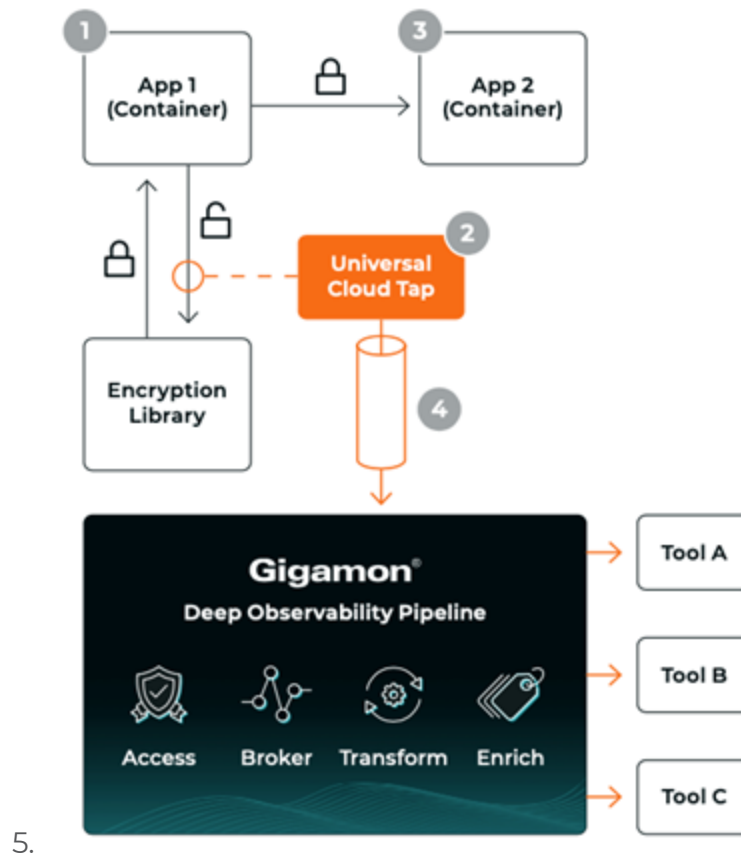 1
App 1
(Container)
3
App 2
(Container)
2
Universal
Cloud Tap
Encryption
Library
4
Gigamon®
Deep Observability Pipeline
Access
Broker
Transform
Enrich
Tool A
Tool B
Tool C
5.